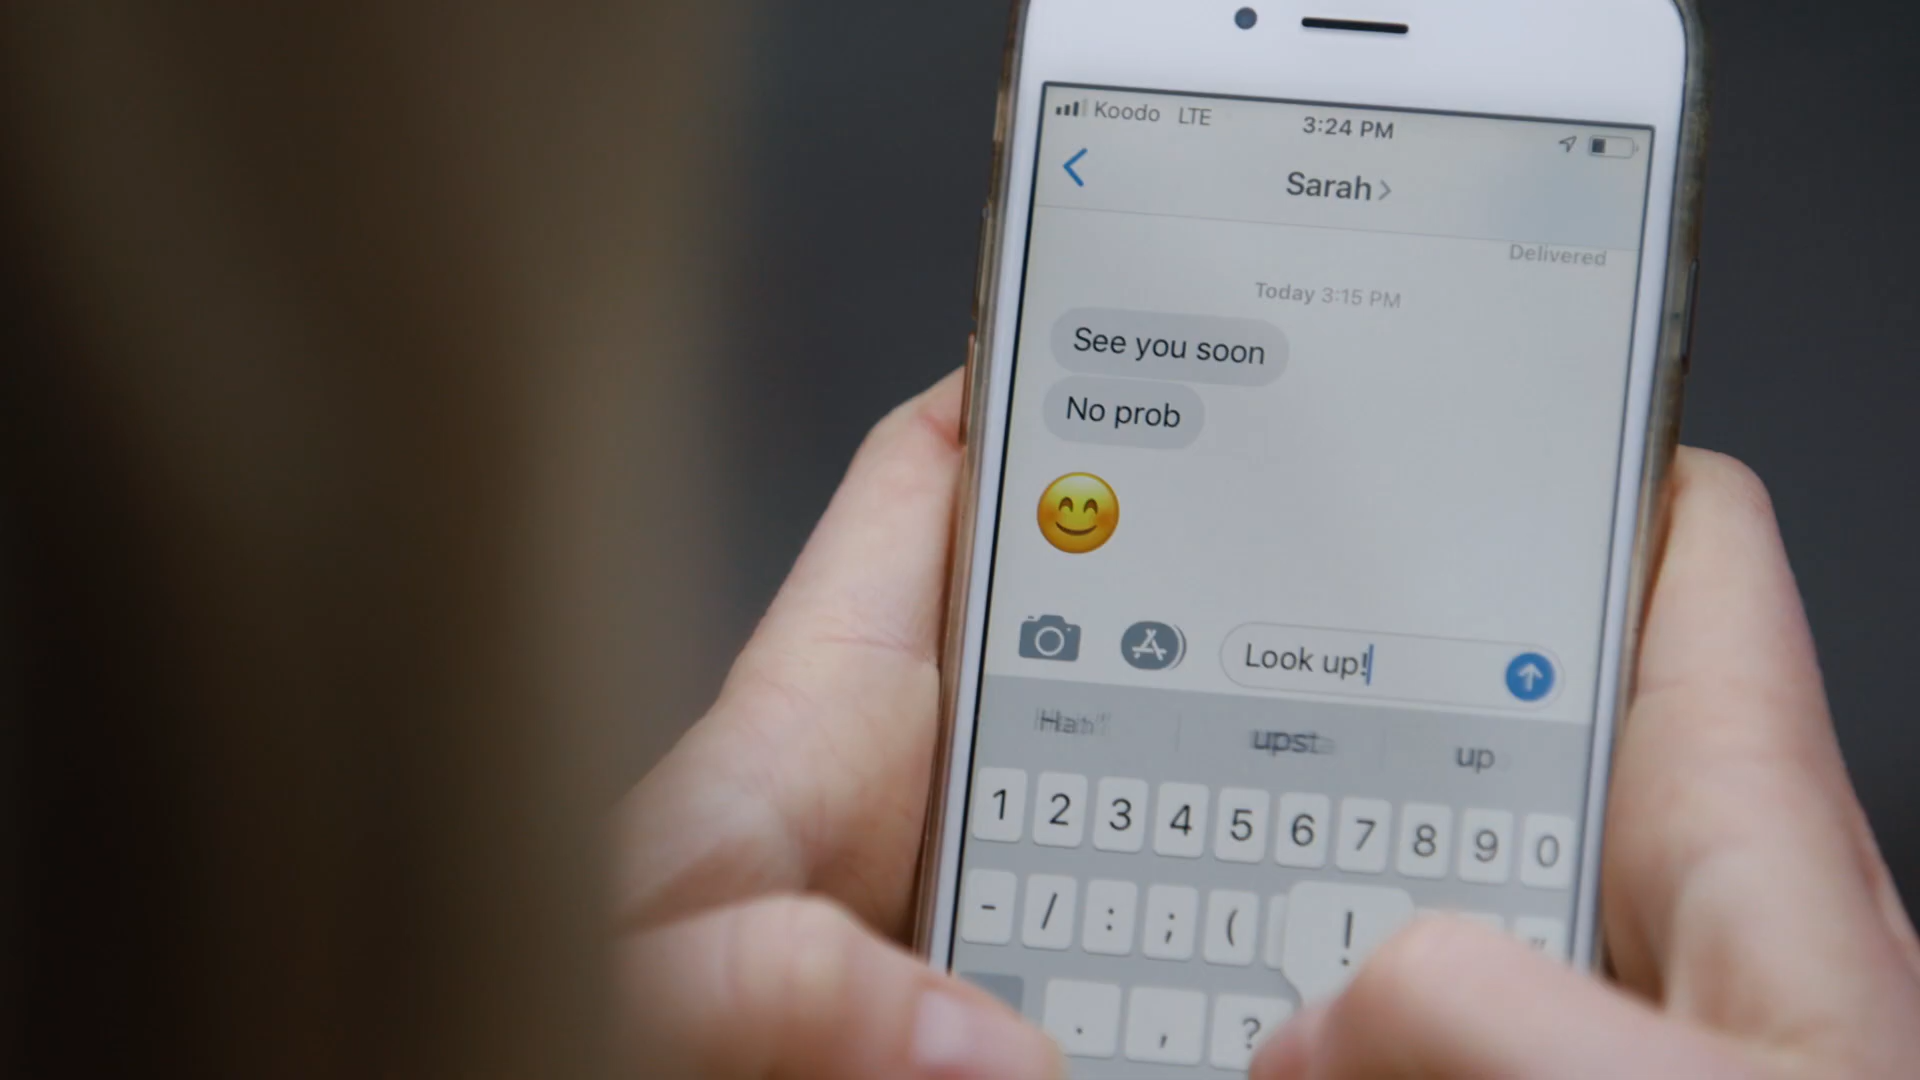 Koodo LTE 3:24 PM
Sarah
Delivered
Today 3:15 PM
See you soon
No prob
Look up!
up
1 2 3 4 5 6 7 8 9 0
- / : ; ( !
. , ?